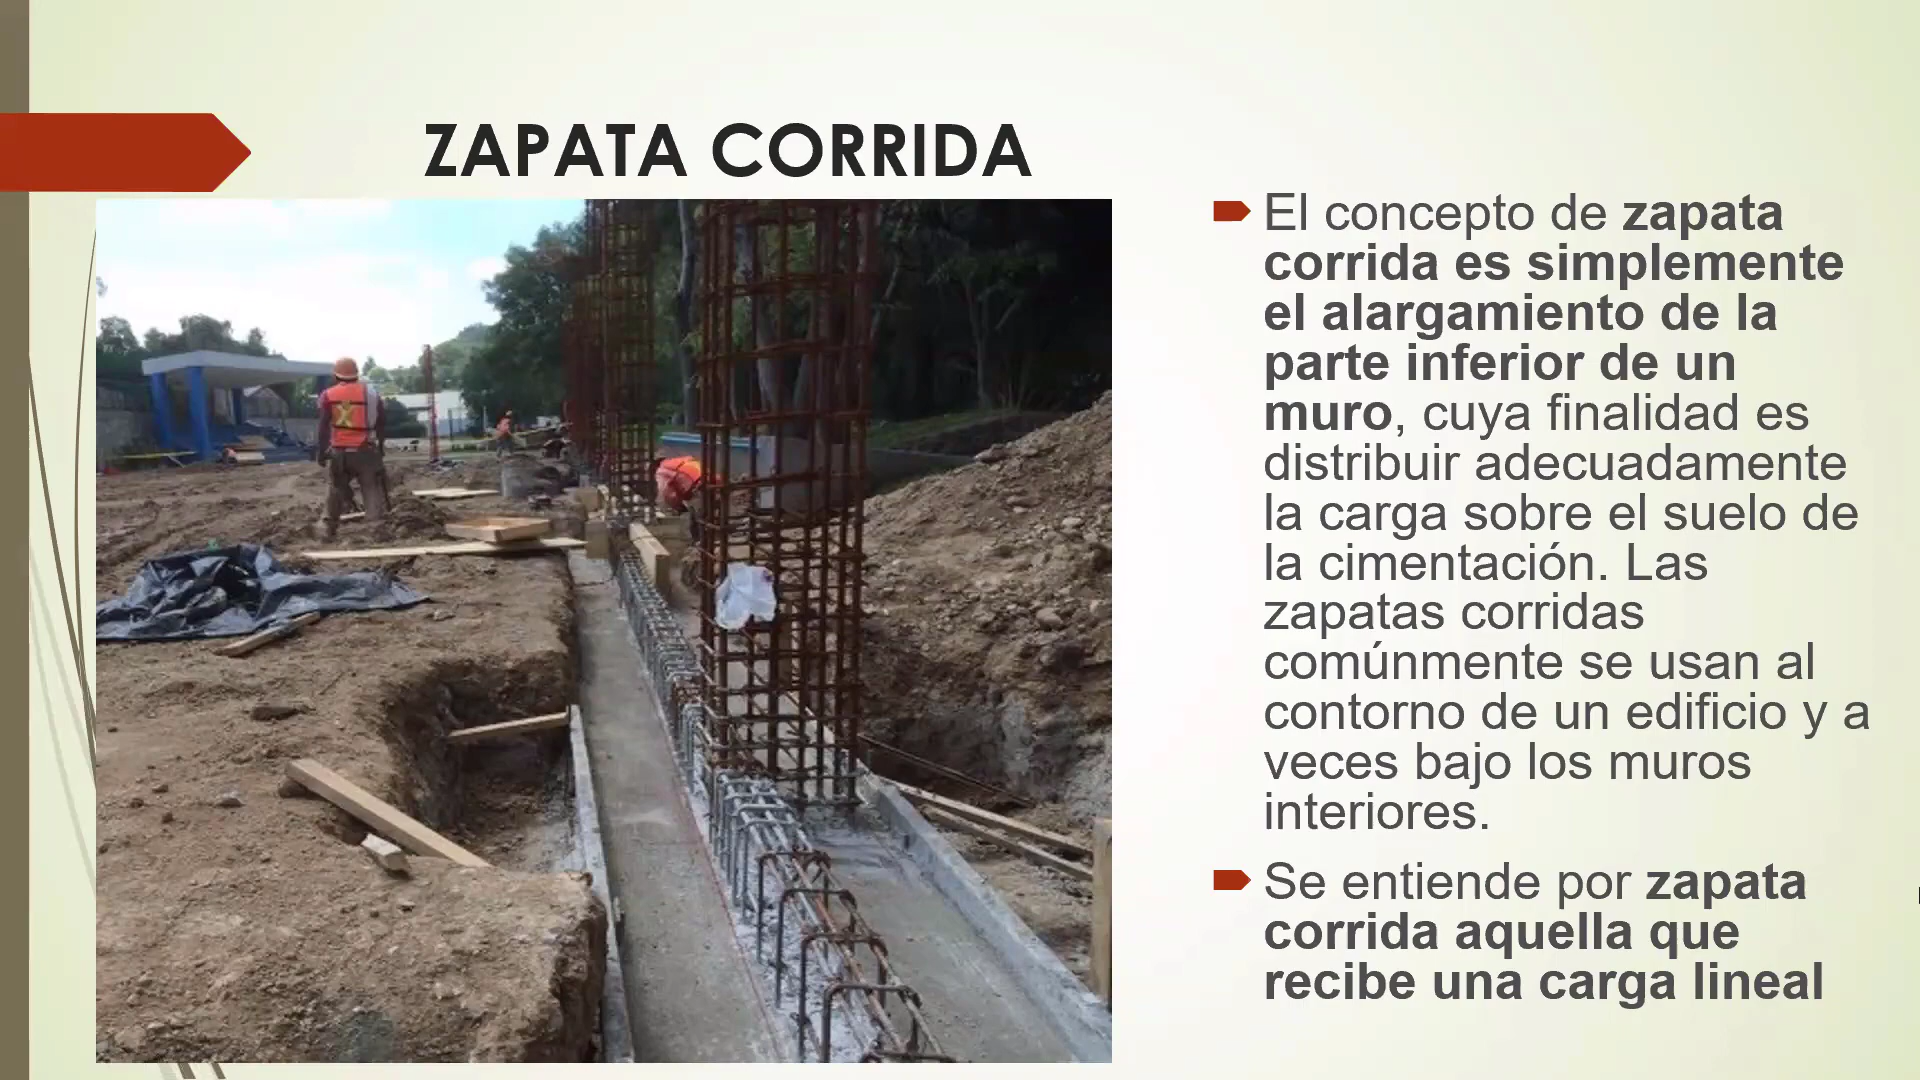 ZAPATA CORRIDA
El concepto de zapata
corrida es simplemente
el alargamiento de la
parte inferior de un
muro, cuya finalidad es
distribuir adecuadamente
la carga sobre el suelo de
la cimentación. Las
zapatas corridas
comúnmente se usan al
contorno de un edificio y a
veces bajo los muros
interiores.
Se entiende por zapata
corrida aquella que
recibe una carga lineal